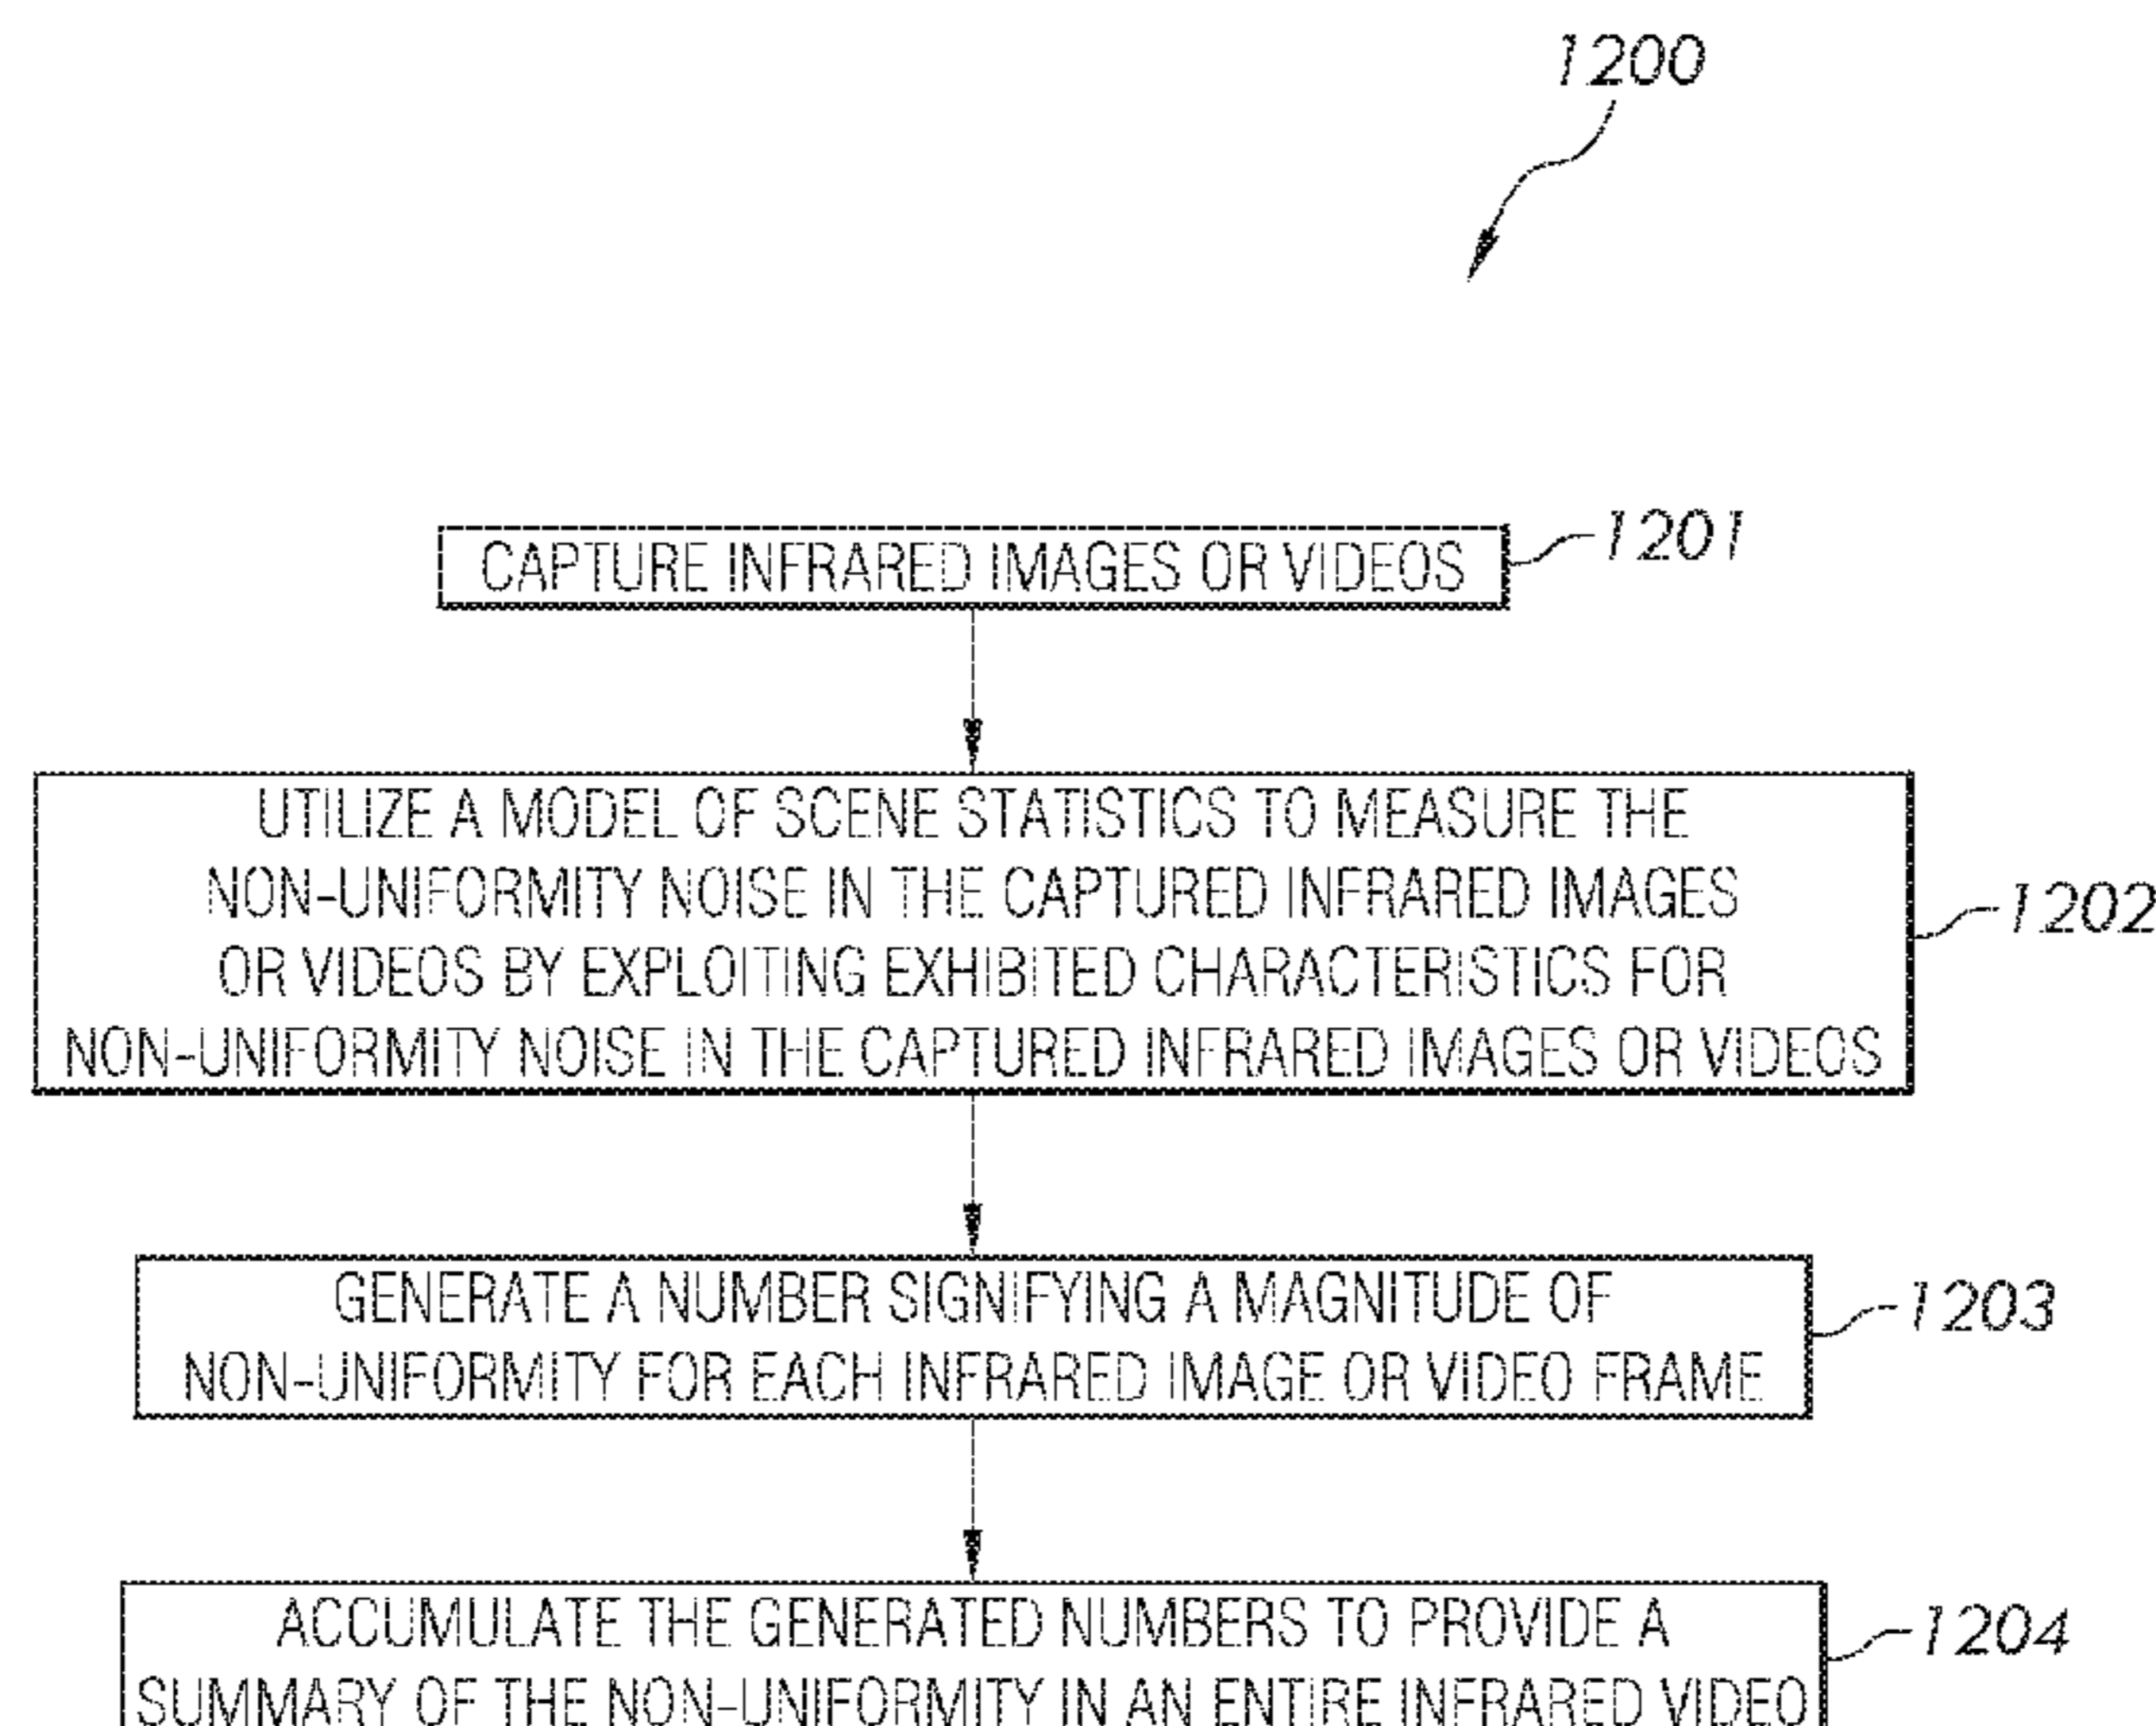 1200
CAPTURE INFRARED IMAGES OR VIDEOS
1201
UTILIZE A MODEL OF SCENE STATISTICS TO MEASURE THE
NON-UNIFORMITY NOISE IN THE CAPTURED INFRARED IMAGES
OR VIDEOS BY EXPLOITING EXHIBITED CHARACTERISTICS FOR
NON-UNIFORMITY NOISE IN THE CAPTURED INFRARED IMAGES OR VIDEOS
1202
GENERATE A NUMBER SIGNIFYING A MAGNITUDE OF
NON-UNIFORMITY FOR EACH INFRARED IMAGE OR VIDEO FRAME
1203
ACCUMULATE THE GENERATED NUMBERS TO PROVIDE A
SUMMARY OF THE NON-UNIFORMITY IN AN ENTIRE INFRARED VIDEO
1204